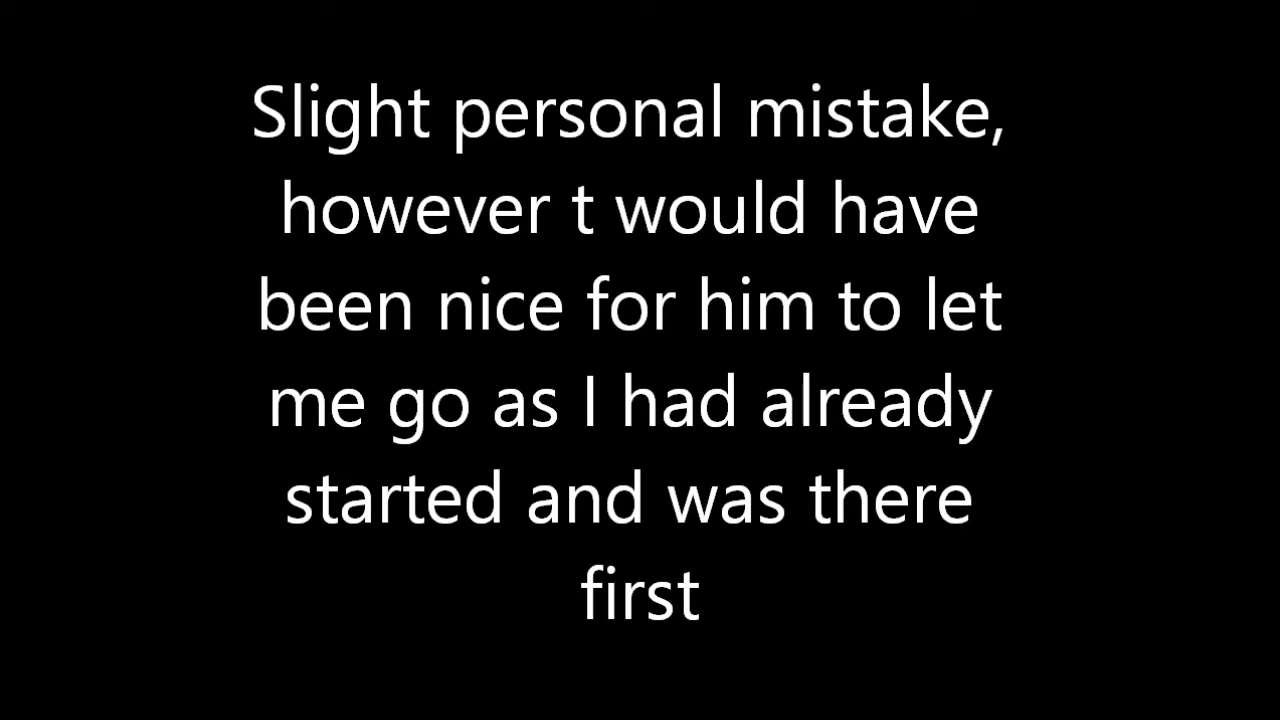 Slight personal mistake,
however t would have
been nice for him to let
me go as I had already
started and was there
first